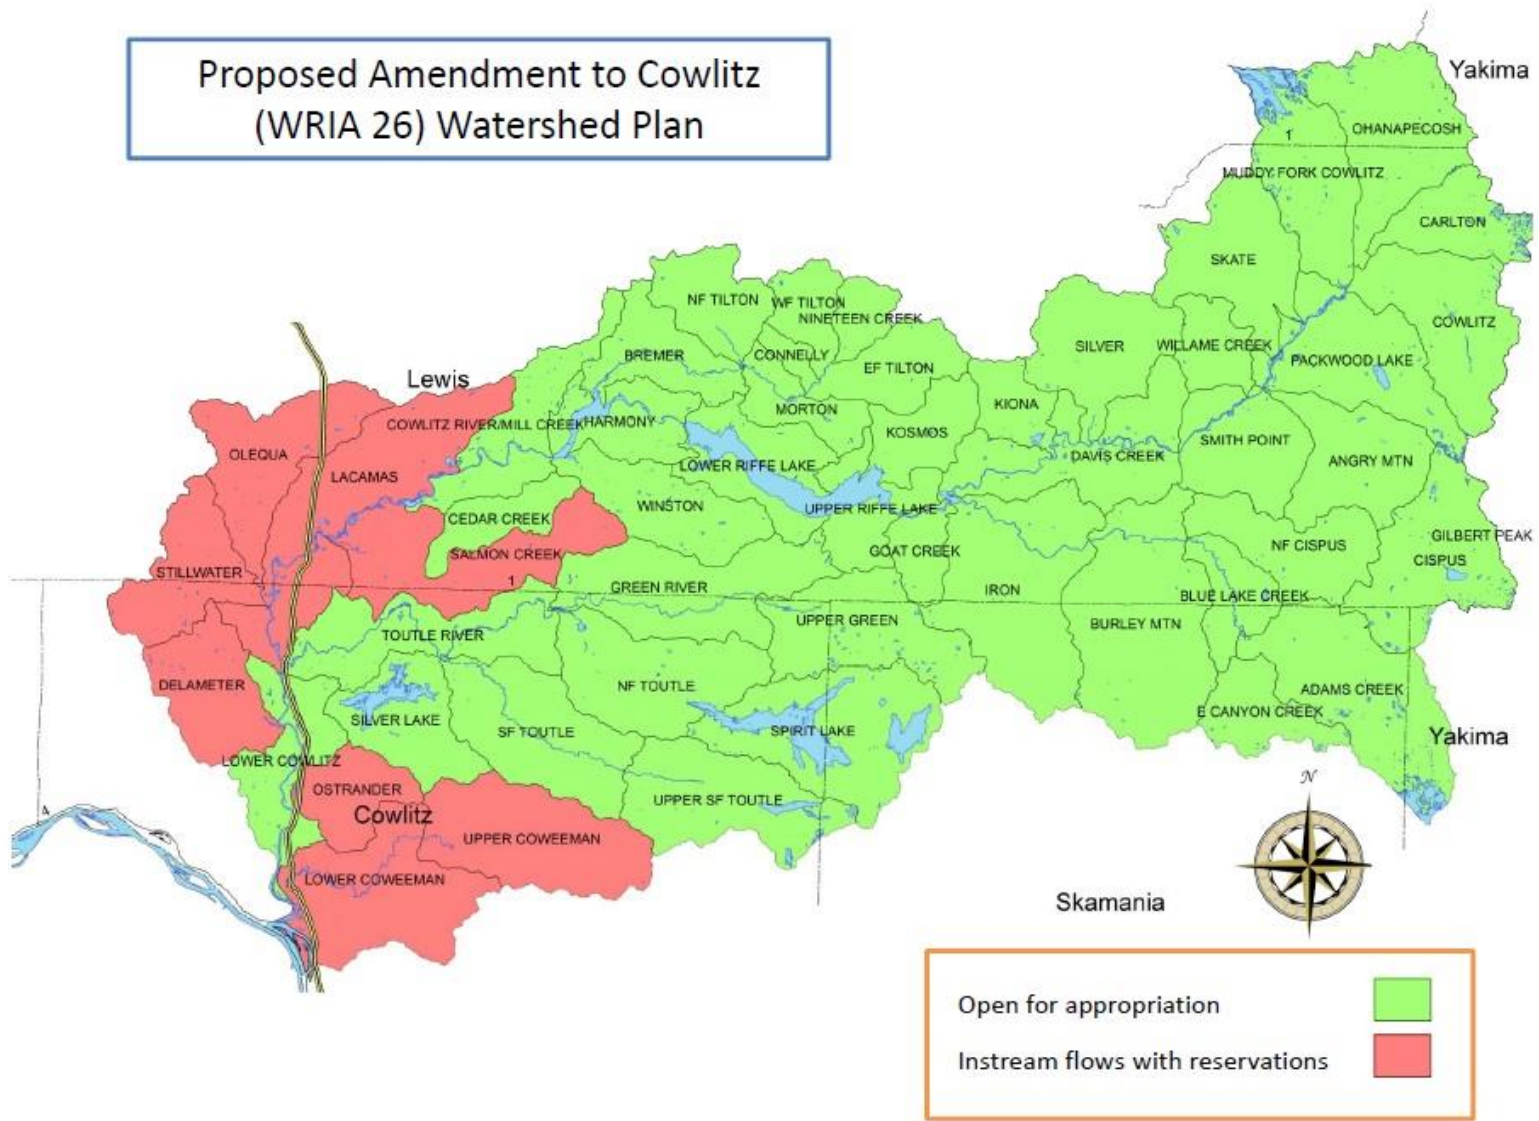 Proposed Amendment to Cowlitz
(WRIA 26) Watershed Plan
Yakima
OHANAPECOSH
1
MUDDY FORK COWLITZ
CARLTON
SKATE
NF TILTON
WF TILTON
NINETEEN CREEK
COWLITZ
SILVER
WILLAME CREEK
BREMER
CONNELLY
PACKWOOD LAKE
EF TILTON
Lewis
KIONA
MORTON
COWLITZ RIVER/MILL CREEK
HARMONY
KOSMOS
SMITH POINT
OLEQUA
DAVIS CREEK
ANGRY MTN
LOWER RIFFE LAKE
LACAMAS
WINSTON
UPPER RIFFE LAKE
CEDAR CREEK
GILBERT PEAK
NF CISPUS
SALMON CREEK
GOAT CREEK
CISPUS
STILLWATER
1
GREEN RIVER
IRON
BLUE LAKE CREEK
UPPER GREEN
BURLEY MTN
TOUTLE RIVER
DELAMETER
NF TOUTLE
ADAMS CREEK
E CANYON CREEK
SILVER LAKE
SF TOUTLE
SPIRIT LAKE
Yakima
LOWER COWLITZ
OSTRANDER
UPPER SF TOUTLE
N
4
Cowlitz
UPPER COWEEMAN
LOWER COWEEMAN
Skamania
Open for appropriation
Instream flows with reservations